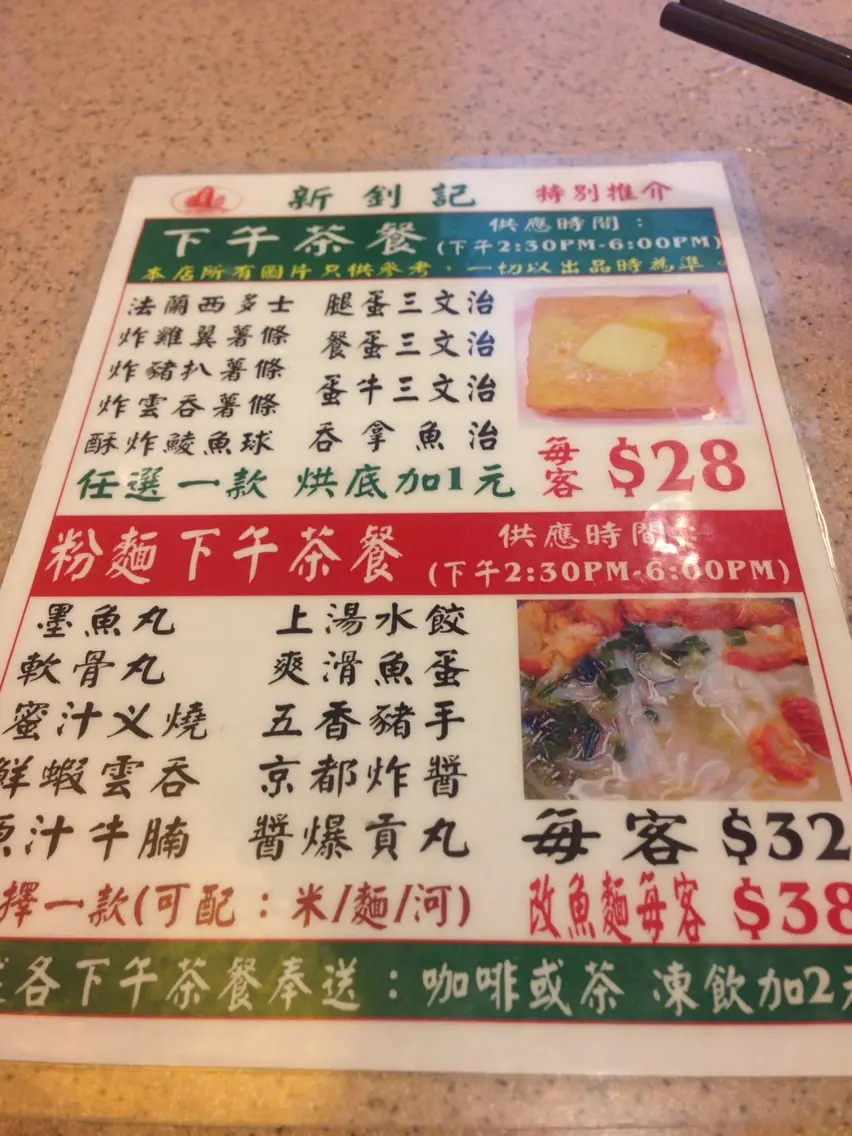 新釗記 特別推介
下午茶餐 供應時間：
(下午2:30PM-6:00PM)
本店所有圖片只供參考，一切以出品時為準。
法蘭西多士 腿蛋三文治
炸雞翼薯條 餐蛋三文治
炸豬扒薯條 蛋牛三文治
炸雲吞薯條 吞拿魚治
酥炸鯪魚球
任選一款 烘底加1元
每客 $28
粉麵下午茶餐 供應時間：
(下午2:30PM-6:00PM)
墨魚丸 上湯水餃
軟骨丸 爽滑魚蛋
蜜汁义燒 五香豬手
鮮蝦雲吞 京都炸醬
原汁牛腩 醬爆貢丸
每客 $32
擇一款(可配：米/麵/河) 改魚麵每客 $38
各下午茶餐奉送：咖啡或茶 凍飲加2元